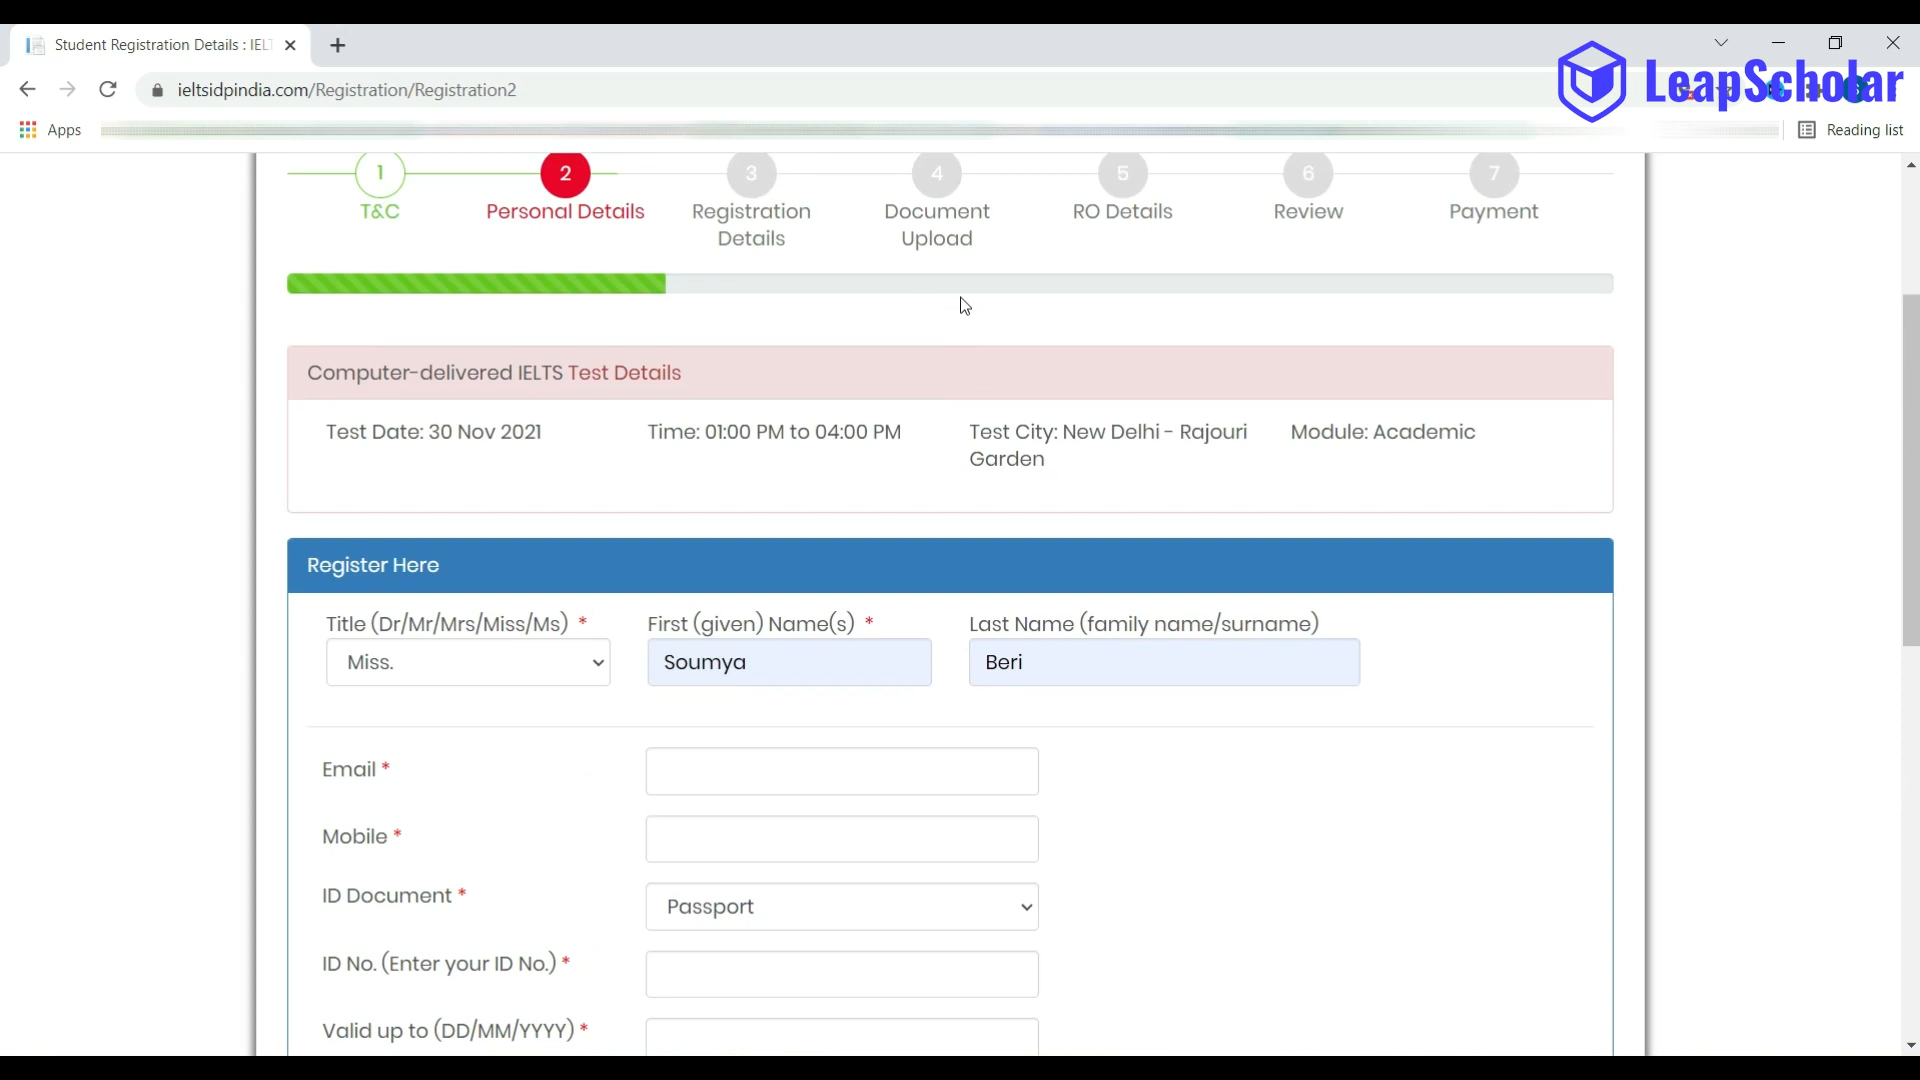 Student Registration Details : IEL
ieltsidpindia.com/Registration/Registration2
LeapScholar
Apps
Reading list
1 2 3 4 5 6 7
T&C Personal Details Registration Details Document Upload RO Details Review Payment
Computer-delivered IELTS Test Details
Test Date: 30 Nov 2021 Time: 01:00 PM to 04:00 PM Test City: New Delhi - Rajouri Garden Module: Academic
Register Here
Title (Dr/Mr/Mrs/Miss/Ms) * First (given) Name(s) * Last Name (family name/surname)
Miss. Soumya Beri
Email *
Mobile *
ID Document * Passport
ID No. (Enter your ID No.) *
Valid up to (DD/MM/YYYY) *